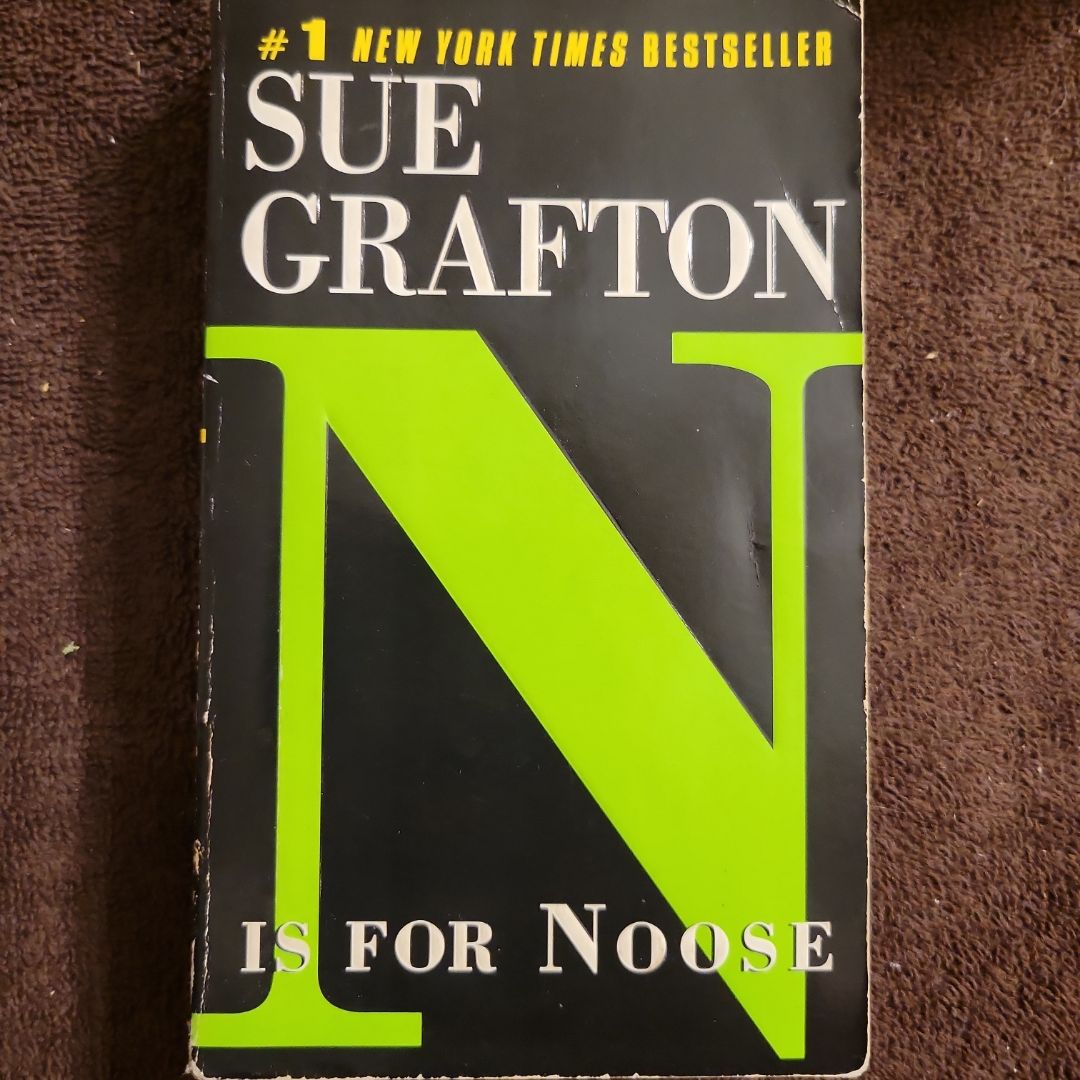 #1 NEW YORK TIMES BESTSELLER
SUE
GRAFTON
N
IS FOR NOOSE